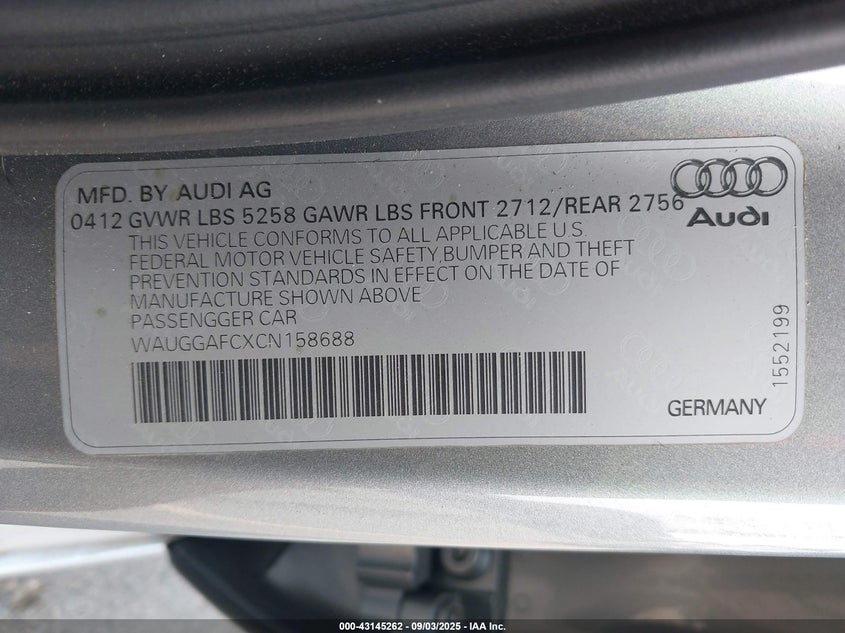 MFD. BY AUDI AG
0412 GVWR LBS 5258 GAWR LBS FRONT 2712/REAR 2756
Audi
THIS VEHICLE CONFORMS TO ALL APPLICABLE U.S.
FEDERAL MOTOR VEHICLE SAFETY,BUMPER AND THEFT
PREVENTION STANDARDS IN EFFECT ON THE DATE OF
MANUFACTURE SHOWN ABOVE
PASSENGGER CAR
WAUGGAFCXCN158688
1552199
GERMANY
000-43145262 - 09/03/2025 - IAA Inc.